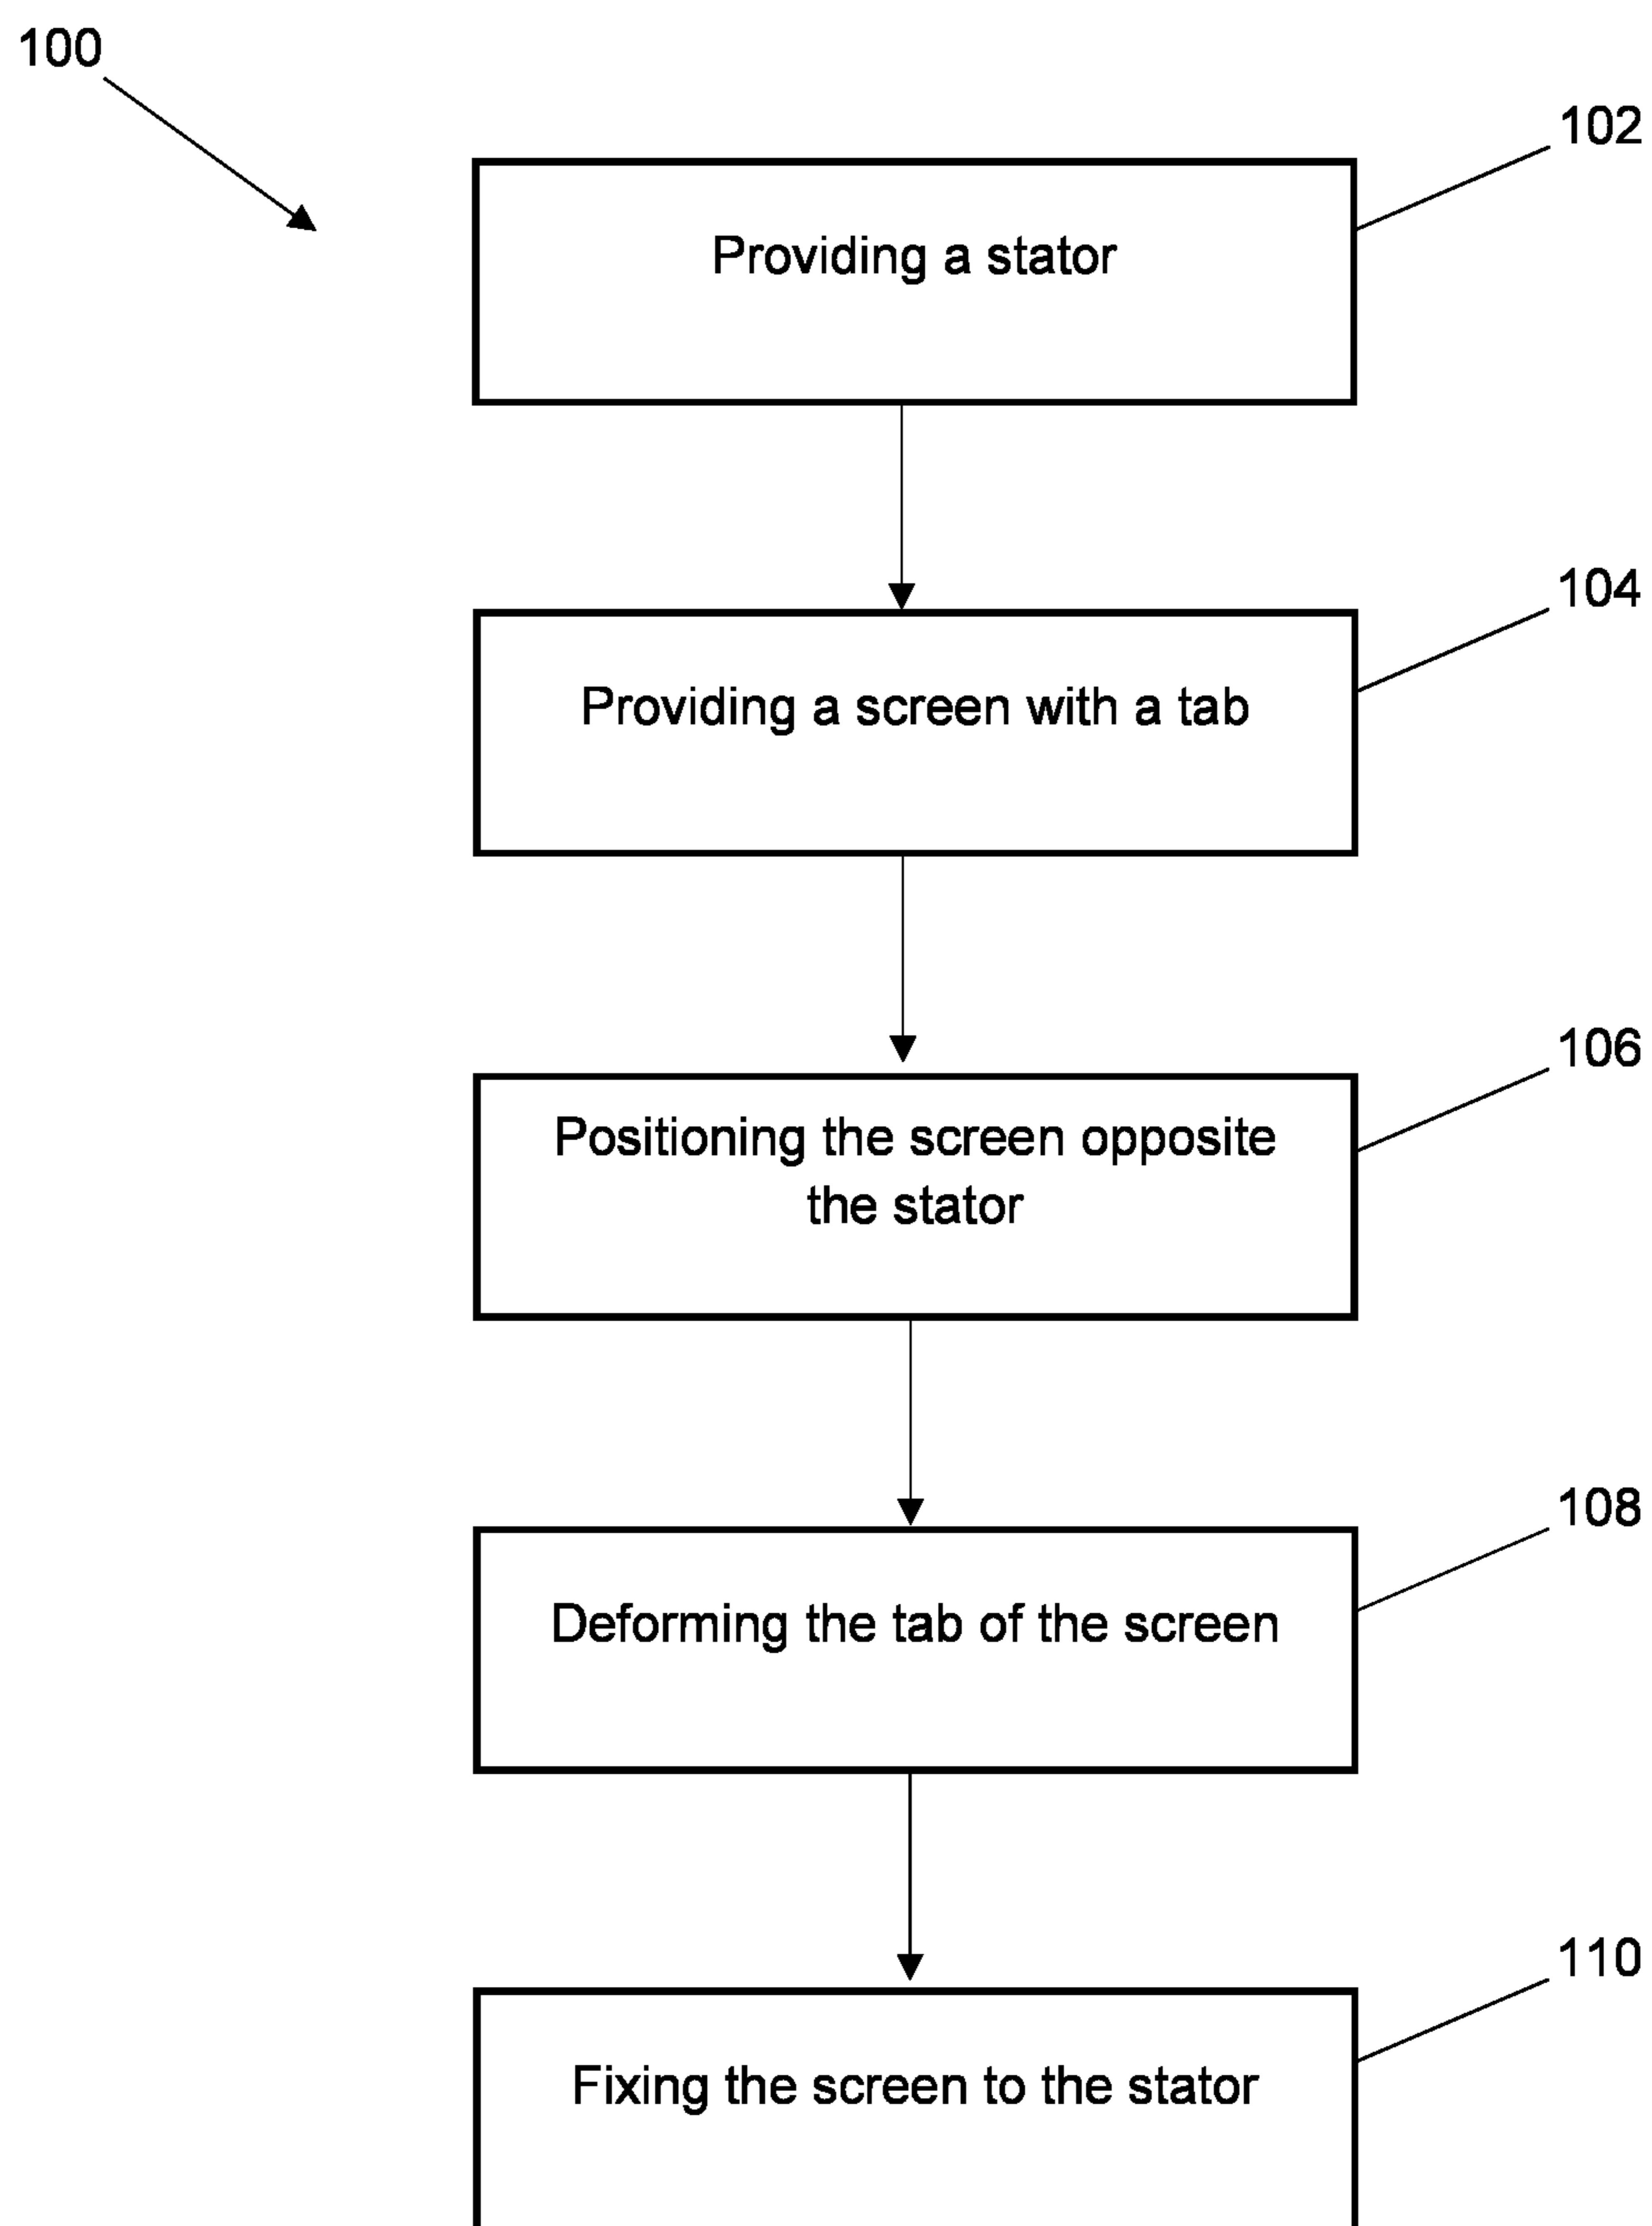 100
102
Providing a stator
104
Providing a screen with a tab
106
Positioning the screen opposite
the stator
108
Deforming the tab of the screen
110
Fixing the screen to the stator